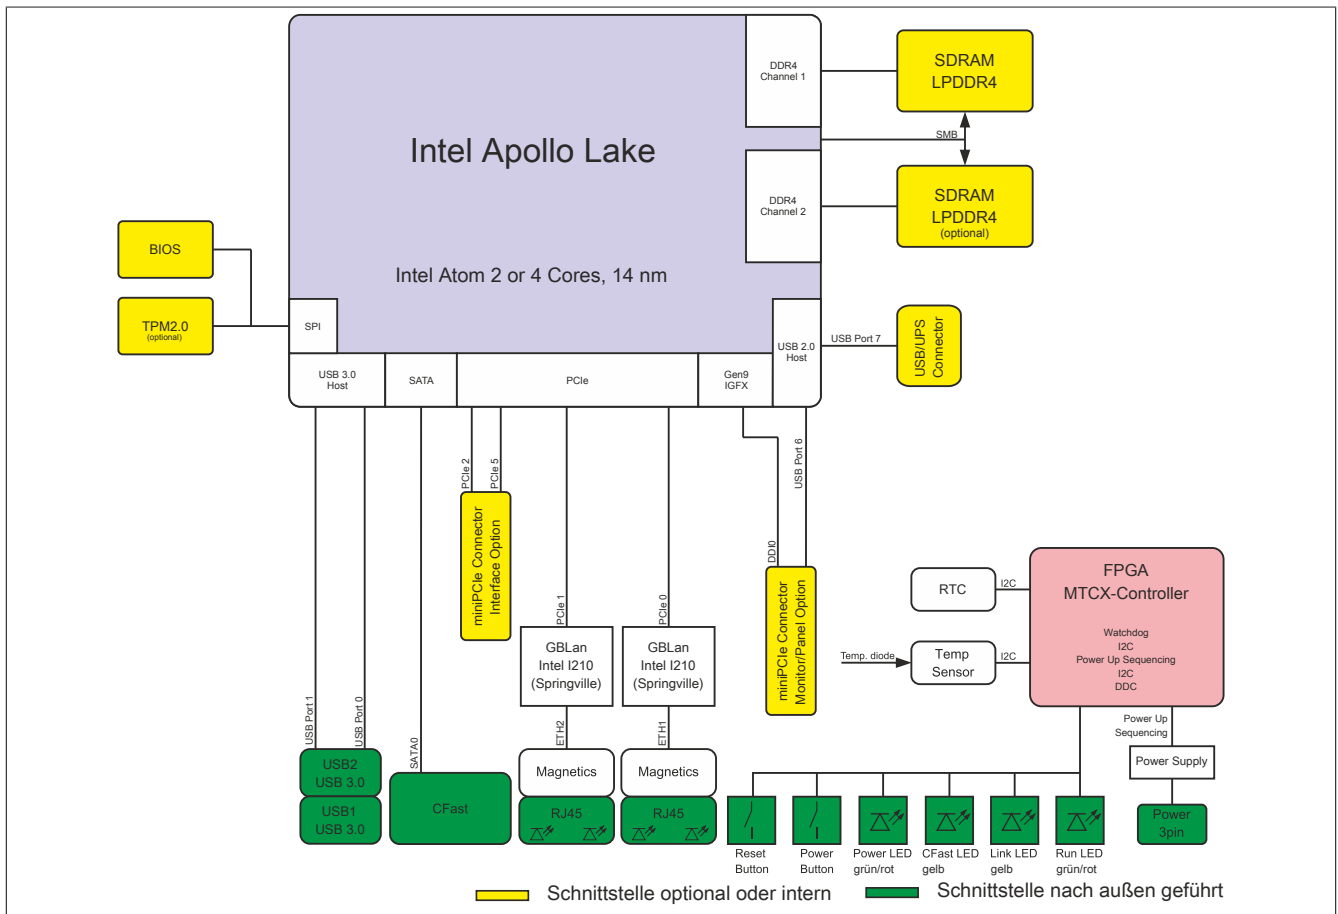 Intel Apollo Lake
Intel Atom 2 or 4 Cores, 14 nm
DDR4
Channel 1
DDR4
Channel 2
SDRAM
LPDDR4
SMB
SDRAM
LPDDR4
(optional)
BIOS
TPM2.0
(optional)
SPI
USB 3.0
Host
SATA
PCIe
Gen9
IGFX
USB 2.0
Host
USB Port 7
USB/UPS
Connector
PCIe 2
PCIe 5
miniPCIe Connector
Interface Option
PCIe 1
PCIe 0
GBLan
Intel I210
(Springville)
GBLan
Intel I210
(Springville)
ETH2
ETH1
Magnetics
Magnetics
RJ45
RJ45
USB Port 1
USB Port 0
USB2
USB 3.0
USB1
USB 3.0
SATA0
CFast
DDI0
USB Port 6
miniPCIe Connector
Monitor/Panel Option
RTC
I2C
Temp. diode
Temp
Sensor
I2C
FPGA
MTCX-Controller
Watchdog
I2C
Power Up Sequencing
I2C
DDC
Power Up
Sequencing
Power Supply
Power
3pin
Reset
Button
Power
Button
Power LED
grün/rot
CFast LED
gelb
Link LED
gelb
Run LED
grün/rot
Schnittstelle optional oder intern
Schnittstelle nach außen geführt